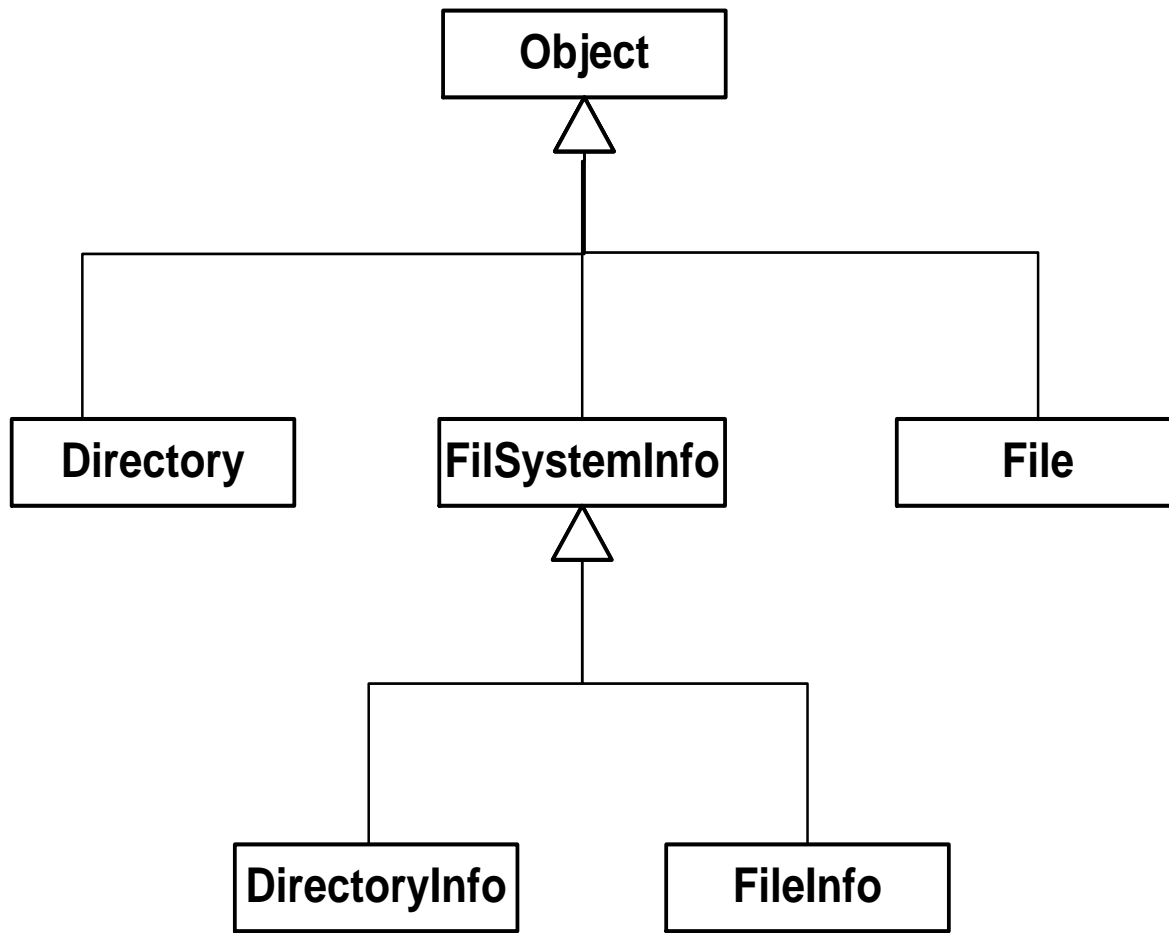 Object
Directory
FilSystemInfo
File
DirectoryInfo
FileInfo